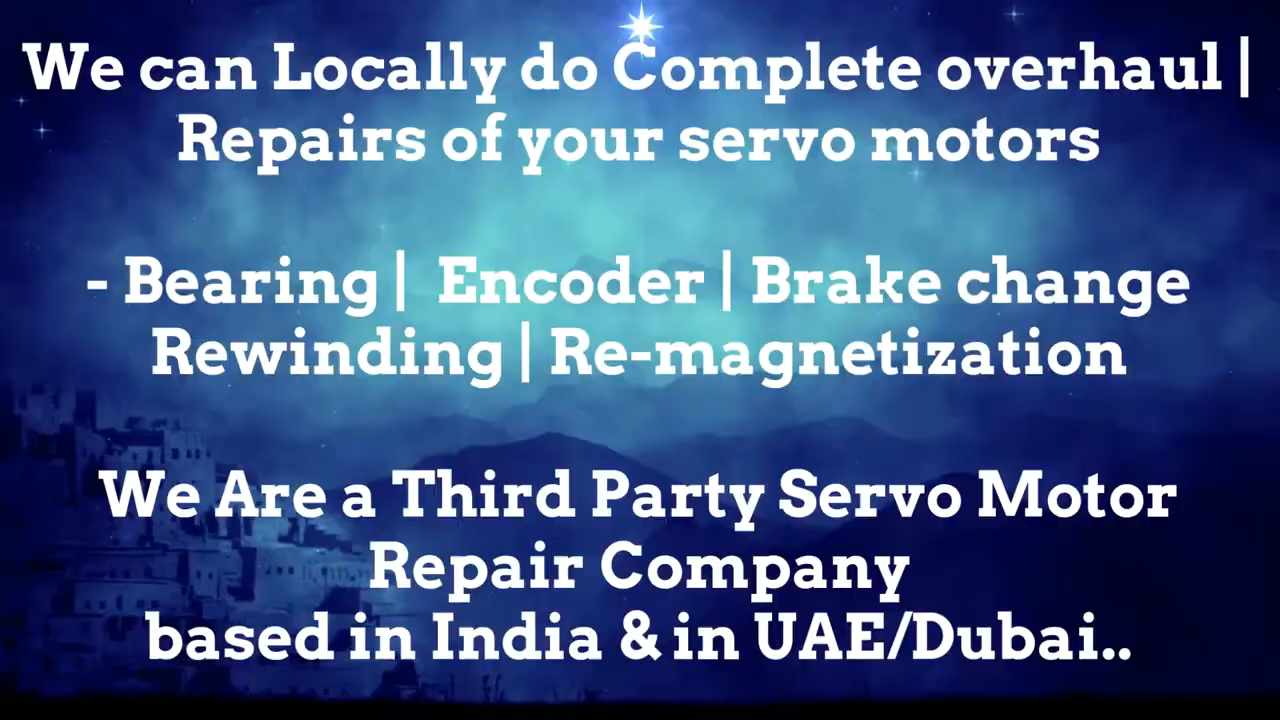 We can Locally do Complete overhaul |
Repairs of your servo motors
- Bearing | Encoder | Brake change
Rewinding | Re-magnetization
We Are a Third Party Servo Motor
Repair Company
based in India & in UAE/Dubai..